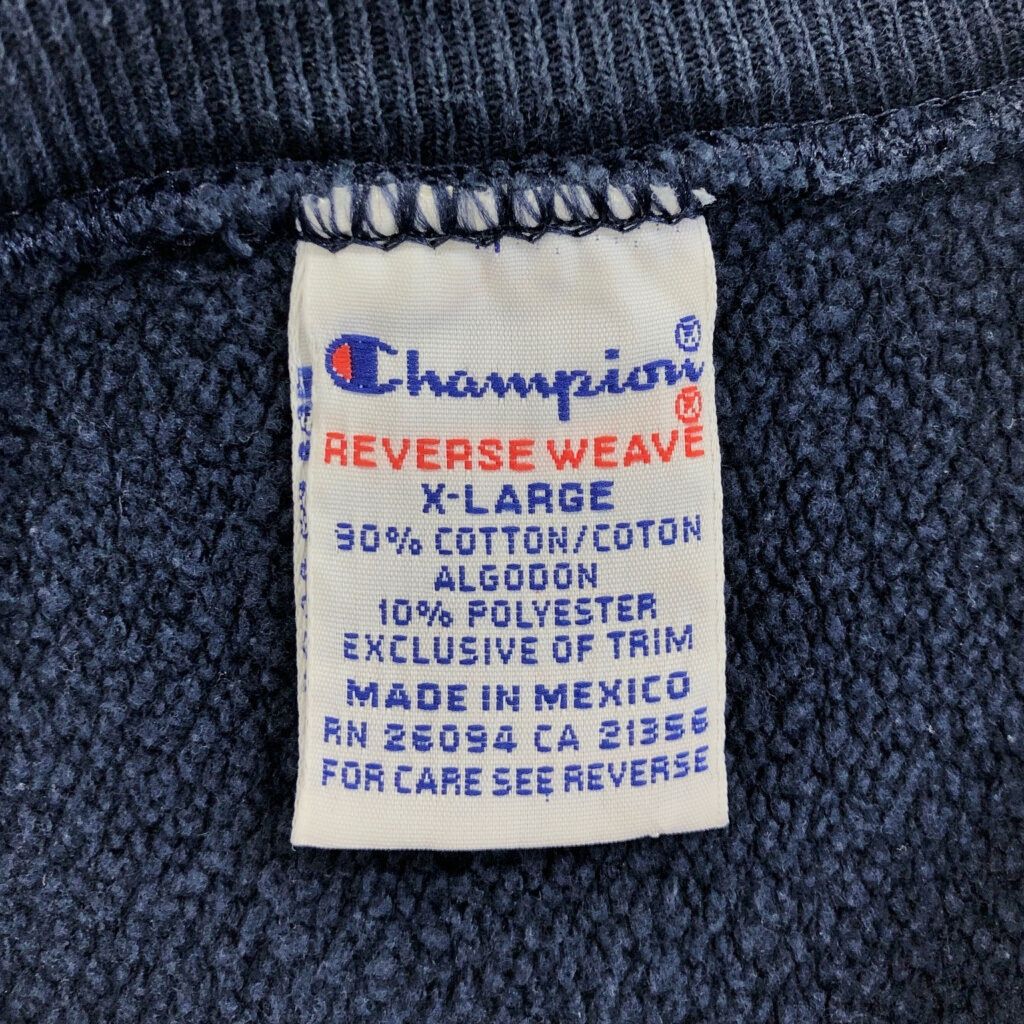 Champion®
REVERSE WEAVE®
X-LARGE
90% COTTON/COTON
ALGODON
10% POLYESTER
EXCLUSIVE OF TRIM
MADE IN MEXICO
RN 26094 CA 21356
FOR CARE SEE REVERSE